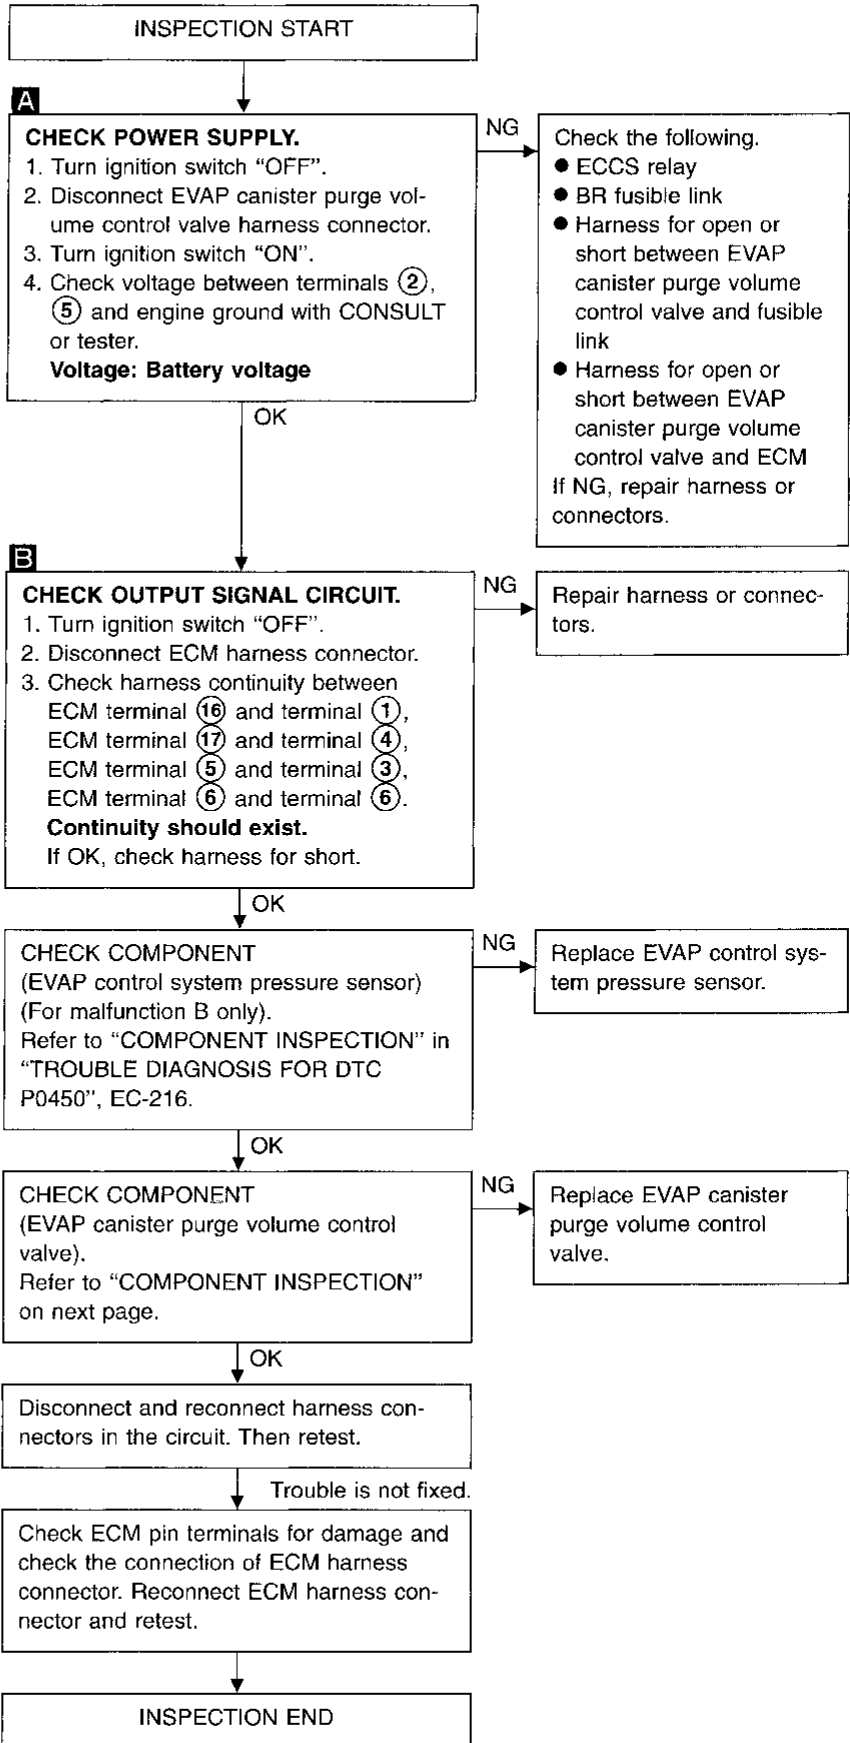 INSPECTION START
A
CHECK POWER SUPPLY.
1. Turn ignition switch “OFF”.
2. Disconnect EVAP canister purge vol-
ume control valve harness connector.
3. Turn ignition switch “ON”.
4. Check voltage between terminals ②,
⑤ and engine ground with CONSULT
or tester.
Voltage: Battery voltage
NG
Check the following.
● ECCS relay
● BR fusible link
● Harness for open or
short between EVAP
canister purge volume
control valve and fusible
link
● Harness for open or
short between EVAP
canister purge volume
control valve and ECM
If NG, repair harness or
connectors.
OK
B
CHECK OUTPUT SIGNAL CIRCUIT.
1. Turn ignition switch “OFF”.
2. Disconnect ECM harness connector.
3. Check harness continuity between
ECM terminal ⑯ and terminal ①,
ECM terminal ⑰ and terminal ④,
ECM terminal ⑤ and terminal ③,
ECM terminal ⑥ and terminal ⑥.
Continuity should exist.
If OK, check harness for short.
NG
Repair harness or connec-
tors.
OK
CHECK COMPONENT
(EVAP control system pressure sensor)
(For malfunction B only).
Refer to “COMPONENT INSPECTION” in
“TROUBLE DIAGNOSIS FOR DTC
P0450”, EC-216.
NG
Replace EVAP control sys-
tem pressure sensor.
OK
CHECK COMPONENT
(EVAP canister purge volume control
valve).
Refer to “COMPONENT INSPECTION”
on next page.
NG
Replace EVAP canister
purge volume control
valve.
OK
Disconnect and reconnect harness con-
nectors in the circuit. Then retest.
Trouble is not fixed.
Check ECM pin terminals for damage and
check the connection of ECM harness
connector. Reconnect ECM harness con-
nector and retest.
INSPECTION END